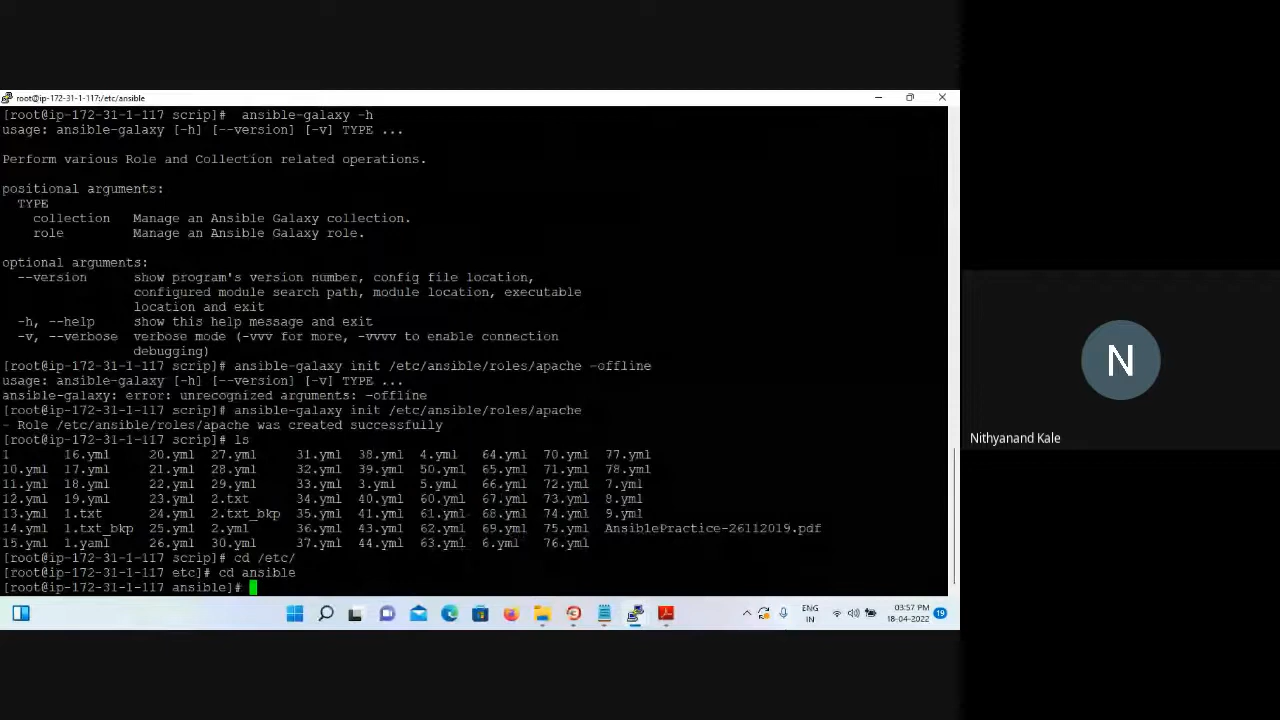 root@ip-172-31-1-117:/etc/ansible
[root@ip-172-31-1-117 scrip]#  ansible-galaxy -h
usage: ansible-galaxy [-h] [--version] [-v] TYPE ...
Perform various Role and Collection related operations.
positional arguments:
  TYPE
    collection   Manage an Ansible Galaxy collection.
    role         Manage an Ansible Galaxy role.
optional arguments:
  --version      show program's version number, config file location,
                 configured module search path, module location, executable
                 location and exit
  -h, --help     show this help message and exit
  -v, --verbose  verbose mode (-vvv for more, -vvvv to enable connection
                 debugging)
[root@ip-172-31-1-117 scrip]# ansible-galaxy init /etc/ansible/roles/apache -offline
usage: ansible-galaxy [-h] [--version] [-v] TYPE ...
ansible-galaxy: error: unrecognized arguments: -offline
[root@ip-172-31-1-117 scrip]# ansible-galaxy init /etc/ansible/roles/apache
- Role /etc/ansible/roles/apache was created successfully
[root@ip-172-31-1-117 scrip]# ls
1       16.yml     20.yml  27.yml     31.yml  38.yml  4.yml   64.yml  70.yml  77.yml
10.yml  17.yml     21.yml  28.yml     32.yml  39.yml  50.yml  65.yml  71.yml  78.yml
11.yml  18.yml     22.yml  29.yml     33.yml  3.yml   5.yml   66.yml  72.yml  7.yml
12.yml  19.yml     23.yml  2.txt      34.yml  40.yml  60.yml  67.yml  73.yml  8.yml
13.yml  1.txt      24.yml  2.txt_bkp  35.yml  41.yml  61.yml  68.yml  74.yml  9.yml
14.yml  1.txt_bkp  25.yml  2.yml      36.yml  43.yml  62.yml  69.yml  75.yml  AnsiblePractice-26112019.pdf
15.yml  1.yaml     26.yml  30.yml     37.yml  44.yml  63.yml  6.yml   76.yml
[root@ip-172-31-1-117 scrip]# cd /etc/
[root@ip-172-31-1-117 etc]# cd ansible
[root@ip-172-31-1-117 ansible]#
N
Nithyanand Kale
ENG
IN
03:57 PM
18-04-2022
19